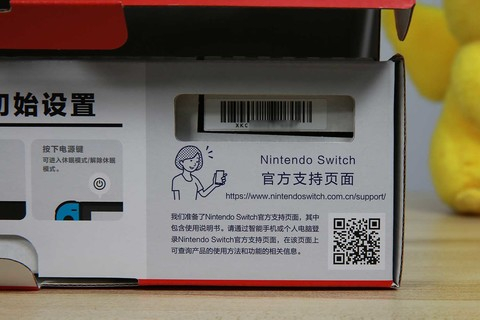 初始设置
按下电源键
可进入休眠模式/解除休眠
模式。
XKC
Nintendo Switch
官方支持页面
https://www.nintendoswitch.com.cn/support/
我们准备了Nintendo Switch官方支持页面，其中
包含使用说明书。请通过智能手机或个人电脑登
录Nintendo Switch官方支持页面，在该页面上
可查询产品的使用方法和功能的相关信息。